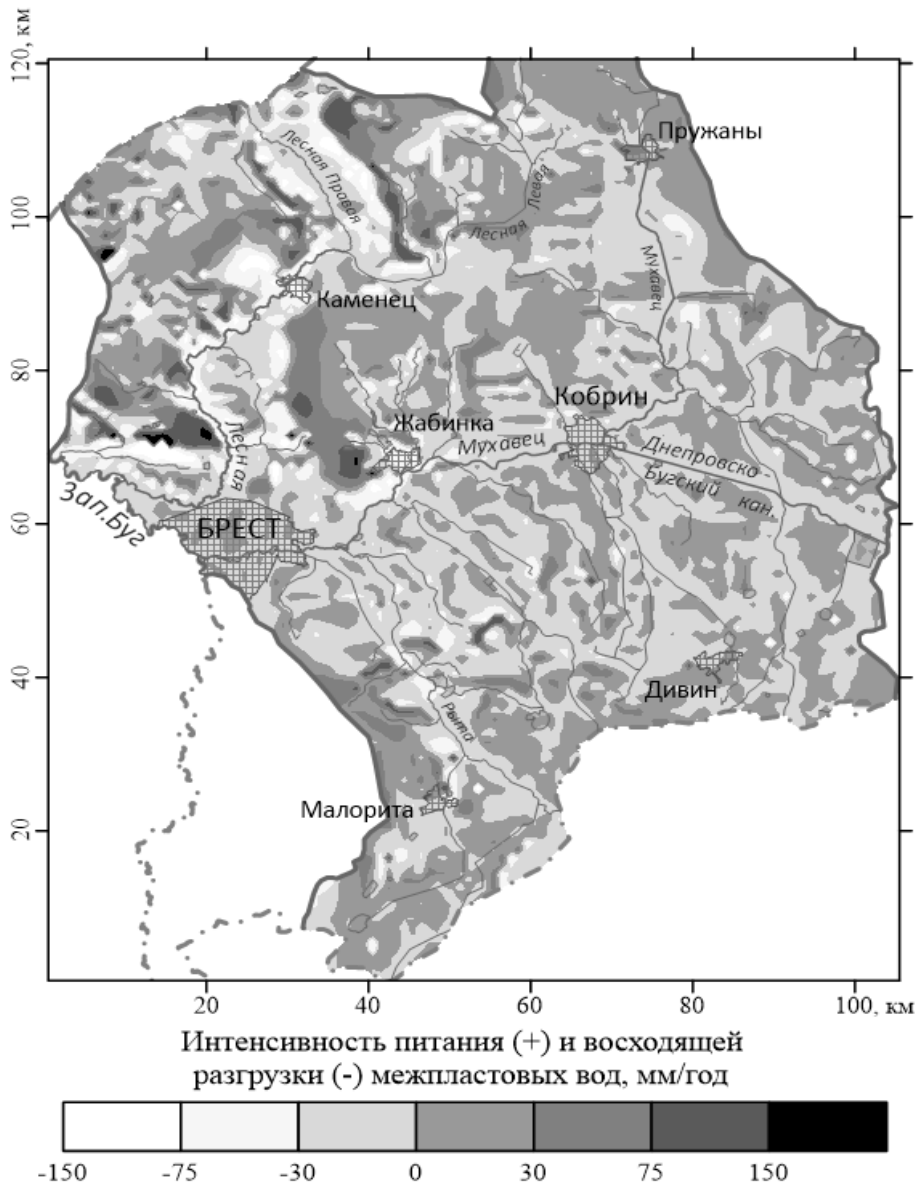 120, км
100
80
60
40
20
Пружаны
Лесная Правая
Лесная Левая
Мухавец
Каменец
Кобрин
Жабинка
Мухавец
Днепровско-
Бугский кан.
Лесная
Зап.Буг
БРЕСТ
Дивин
Рыта
Малорита
20
40
60
80
100, км
Интенсивность питания (+) и восходящей
разгрузки (-) межпластовых вод, мм/год
-150 -75 -30 0 30 75 150